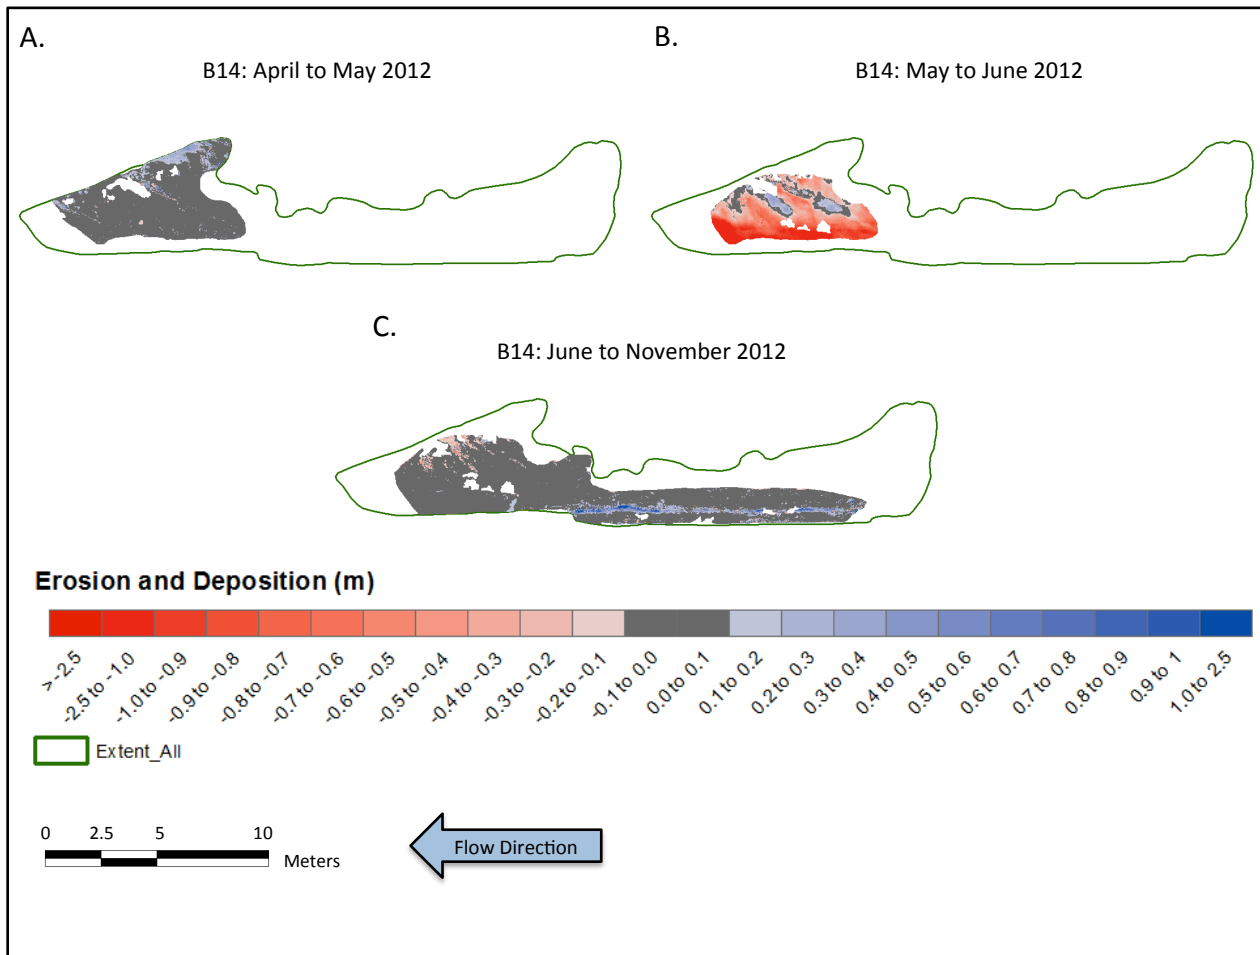 A.
B14: April to May 2012
B.
B14: May to June 2012
C.
B14: June to November 2012
Erosion and Deposition (m)
> -2.5
-2.5 to -1.0
-1.0 to -0.9
-0.9 to -0.8
-0.8 to -0.7
-0.7 to -0.6
-0.6 to -0.5
-0.5 to -0.4
-0.4 to -0.3
-0.3 to -0.2
-0.2 to -0.1
-0.1 to 0.0
0.0 to 0.1
0.1 to 0.2
0.2 to 0.3
0.3 to 0.4
0.4 to 0.5
0.5 to 0.6
0.6 to 0.7
0.7 to 0.8
0.8 to 0.9
0.9 to 1
1.0 to 2.5
Extent_All
0 2.5 5 10
Meters
Flow Direction